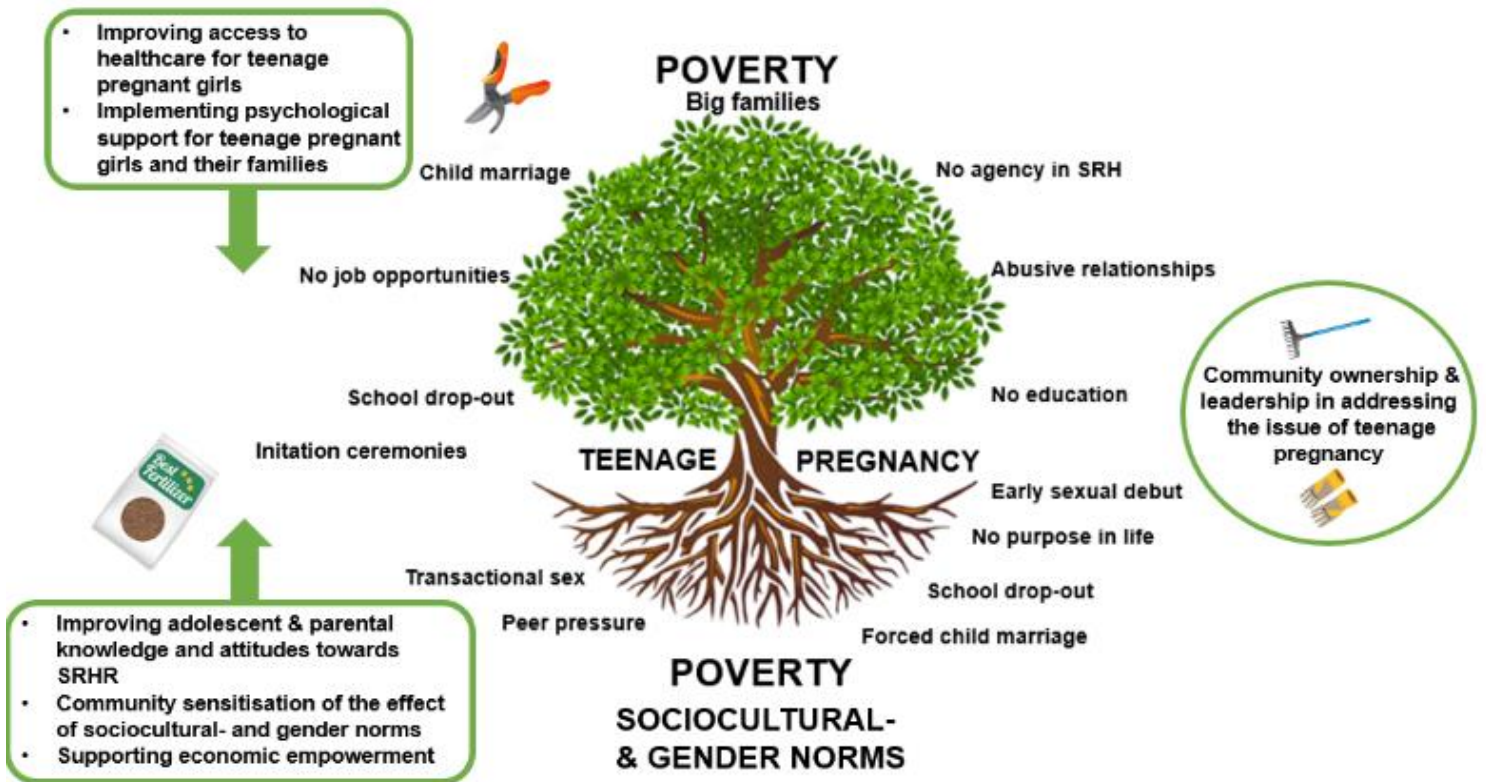 • Improving access to
healthcare for teenage
pregnant girls
• Implementing psychological
support for teenage pregnant
girls and their families
POVERTY
Big families
Child marriage
No agency in SRH
No job opportunities
Abusive relationships
School drop-out
No education
Initation ceremonies
TEENAGE PREGNANCY
Early sexual debut
No purpose in life
Transactional sex
School drop-out
Peer pressure
Forced child marriage
POVERTY
SOCIOCULTURAL-
& GENDER NORMS
Best
Fertilizer
Community ownership &
leadership in addressing
the issue of teenage
pregnancy
• Improving adolescent & parental
knowledge and attitudes towards
SRHR
• Community sensitisation of the effect
of sociocultural- and gender norms
• Supporting economic empowerment